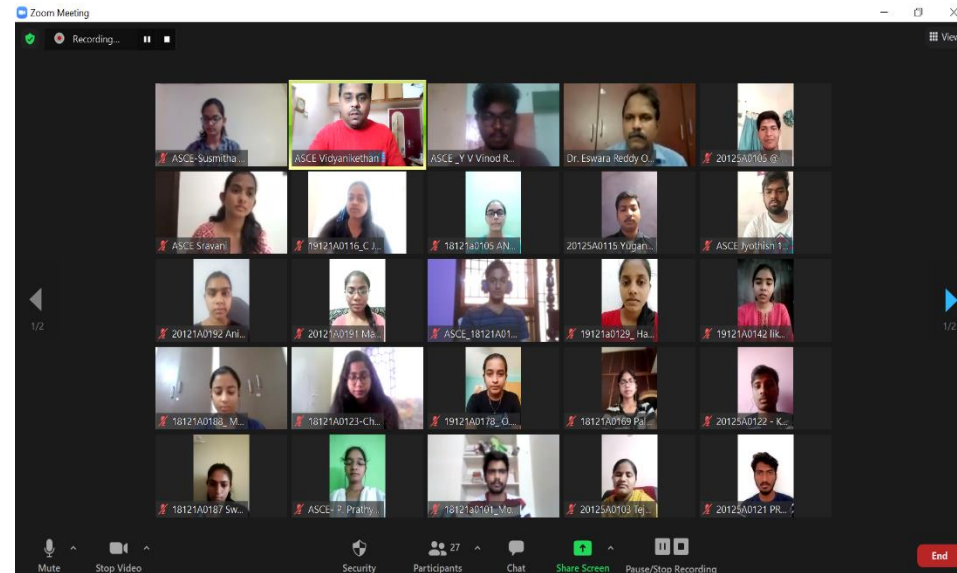 Zoom Meeting
Recording...
View
ASCE-Susmitha ...
ASCE Vidyanikethan
ASCE _Y V Vinod R...
Dr. Eswara Reddy O...
20125A0105 @ ...
ASCE Sravani
19121A0116_C J...
18121a0105 AN...
20125A0115 Yugan...
ASCE Jyothish 1...
20121A0192 Ani...
20121A0191 Ma...
ASCE_18121A01...
19121a0129_ Ha...
19121A0142 lik...
1/2
1/2
18121A0188_ M...
18121A0123-Ch...
19121A0178_ O...
18121A0169 Pal...
20125A0122 - K...
18121A0187 Sw...
ASCE- P. Prathy...
18121a0101_Mo...
20125A0103 Tej...
20125A0121 PR...
27
Mute
Stop Video
Security
Participants
Chat
Share Screen
Pause/Stop Recording
End